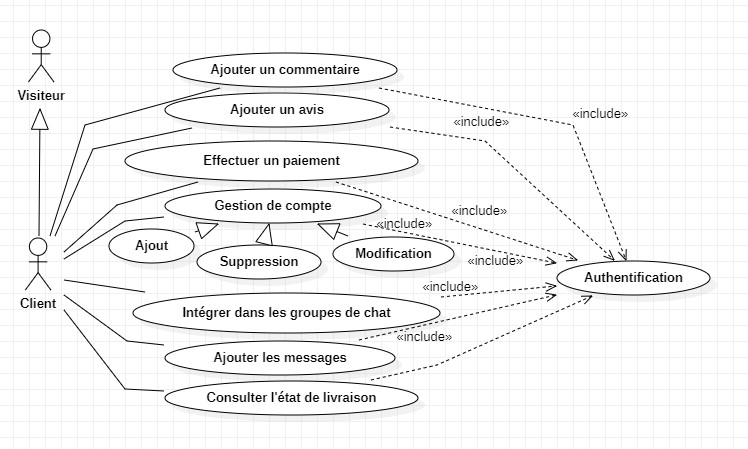 Visiteur
Client
Ajouter un commentaire
Ajouter un avis
Effectuer un paiement
Gestion de compte
Ajout
Suppression
Modification
Intégrer dans les groupes de chat
Ajouter les messages
Consulter l'état de livraison
«include»
«include»
«include»
«include»
«include»
«include»
«include»
Authentification